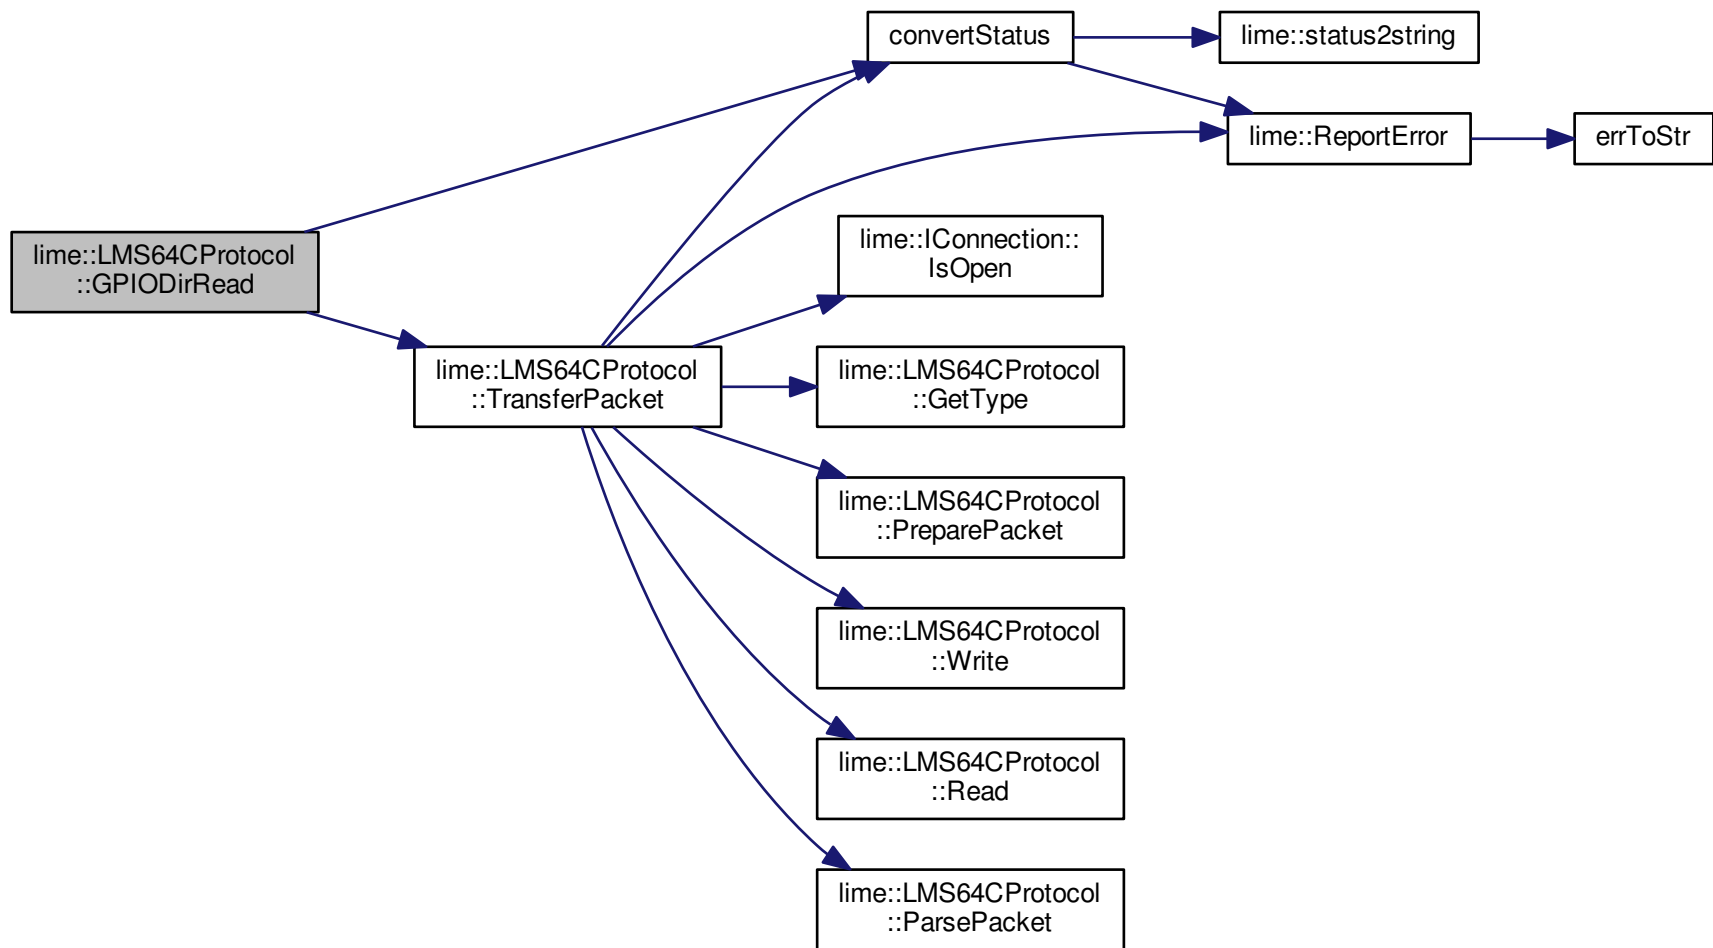 convertStatus
lime::status2string
lime::ReportError
errToStr
lime::LMS64CProtocol
::GPIODirRead
lime::IConnection::
IsOpen
lime::LMS64CProtocol
::TransferPacket
lime::LMS64CProtocol
::GetType
lime::LMS64CProtocol
::PreparePacket
lime::LMS64CProtocol
::Write
lime::LMS64CProtocol
::Read
lime::LMS64CProtocol
::ParsePacket